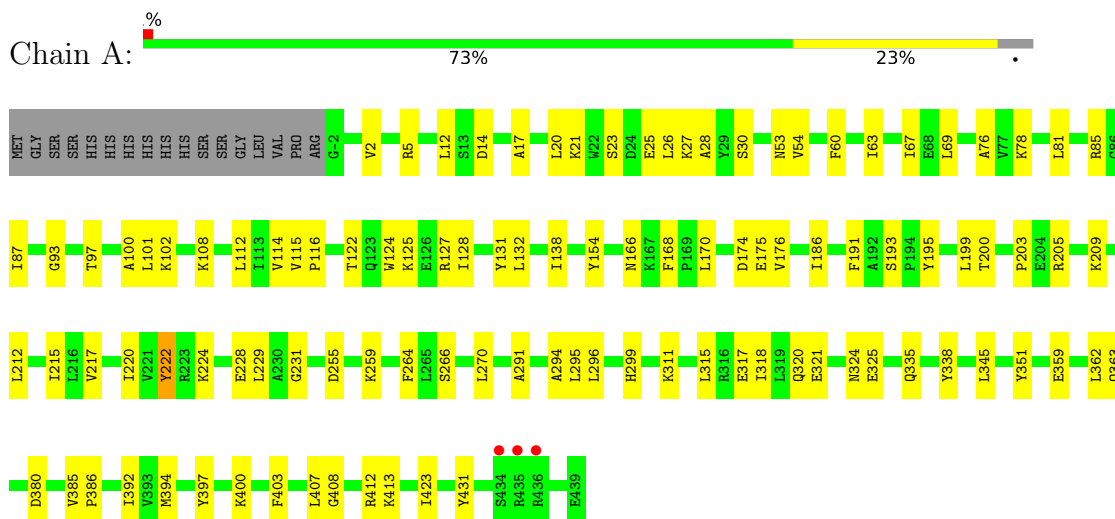 %
Chain A:
73% 23% •
MET GLY SER SER HIS HIS HIS HIS HIS HIS SER SER GLY LEU VAL PRO ARG G-2 V2 R5 L12 S13 D14 A17 L20 K21 W22 S23 D24 E25 L26 K27 A28 Y29 S30 N53 V54 F60 I63 I67 E68 L69 A76 V77 K78 L81 R85 G86
I87 G93 T97 A100 L101 K102 K108 L112 I113 V114 V115 P116 T122 Q123 W124 K125 E126 R127 I128 Y131 L132 I138 Y154 N166 K167 F168 P169 L170 D174 E175 V176 I186 F191 A192 S193 P194 Y195 L199 T200 P203 E204 R205 K209
L212 I215 L216 V217 I220 V221 Y222 R223 K224 E228 L229 A230 G231 D255 K259 F264 L265 S266 L270 A291 A294 L295 L296 H299 K311 L315 R316 E317 I318 L319 Q320 E321 N324 E325 Q335 Y338 L345 Y351 E359 L362
D380 V385 P386 I392 V393 M394 Y397 K400 F403 L407 G408 R412 K413 I423 Y431 S434 R435 R436 E439